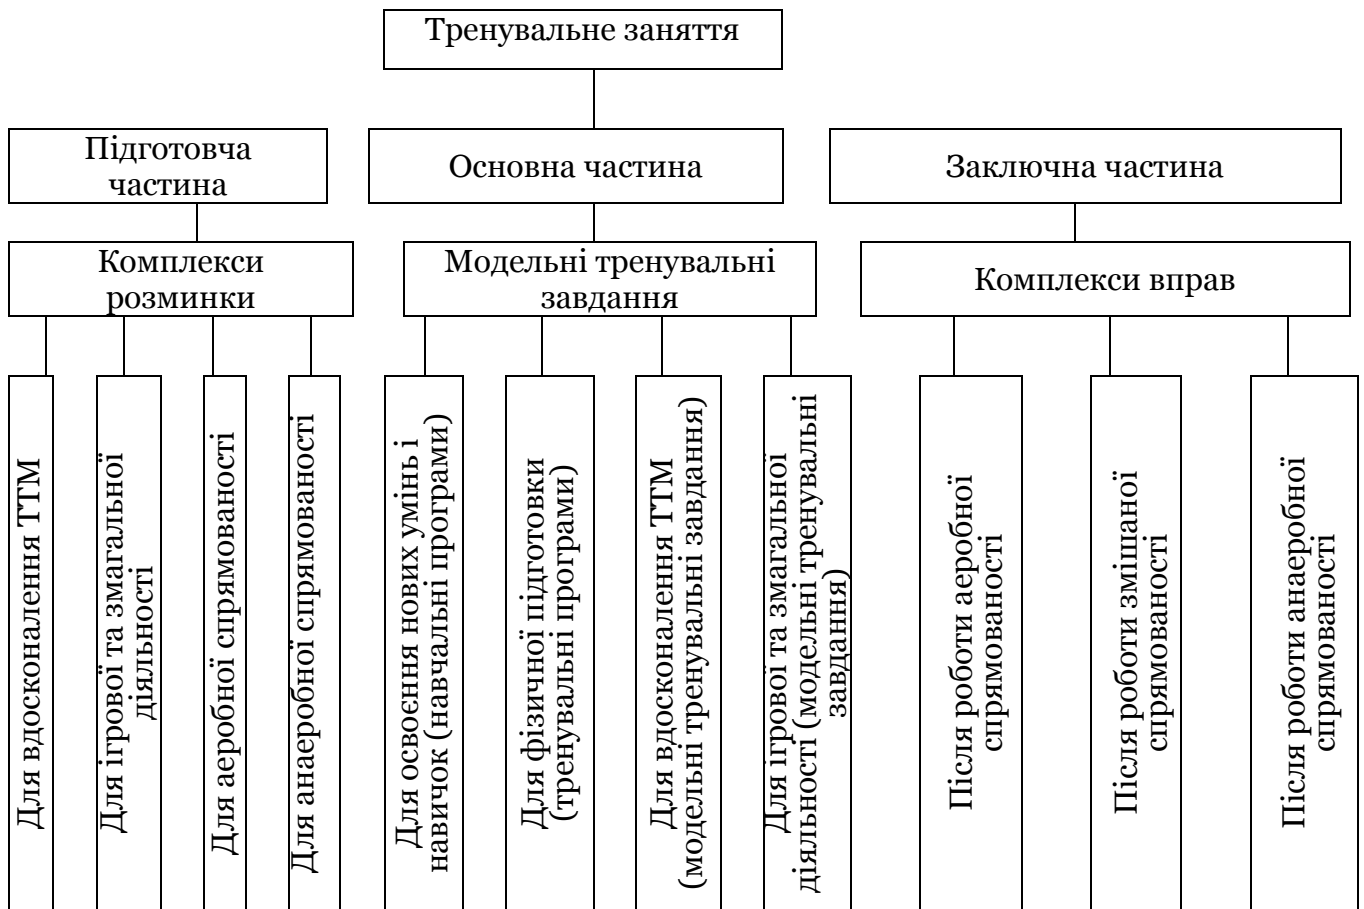 Тренувальне заняття
Підготовча
частина
Основна частина
Заключна частина
Комплекси
розминки
Модельні тренувальні
завдання
Комплекси вправ
Для вдосконалення ТТМ
Для ігрової та змагальної
діяльності
Для аеробної спрямованості
Для анаеробної спрямованості
Для освоєння нових умінь і
навичок (навчальні програми)
Для фізичної підготовки
(тренувальні програми)
Для вдосконалення ТТМ
(модельні тренувальні завдання)
Для ігрової та змагальної
діяльності (модельні тренувальні
завдання)
Після роботи аеробної
спрямованості
Після роботи змішаної
спрямованості
Після роботи анаеробної
спрямованості